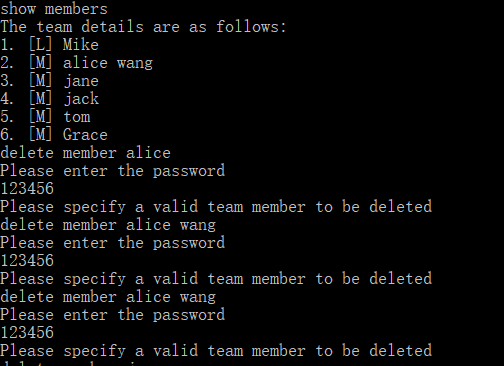 show members
The team details are as follows:
1. [L] Mike
2. [M] alice wang
3. [M] jane
4. [M] jack
5. [M] tom
6. [M] Grace
delete member alice
Please enter the password
123456
Please specify a valid team member to be deleted
delete member alice wang
Please enter the password
123456
Please specify a valid team member to be deleted
delete member alice wang
Please enter the password
123456
Please specify a valid team member to be deleted